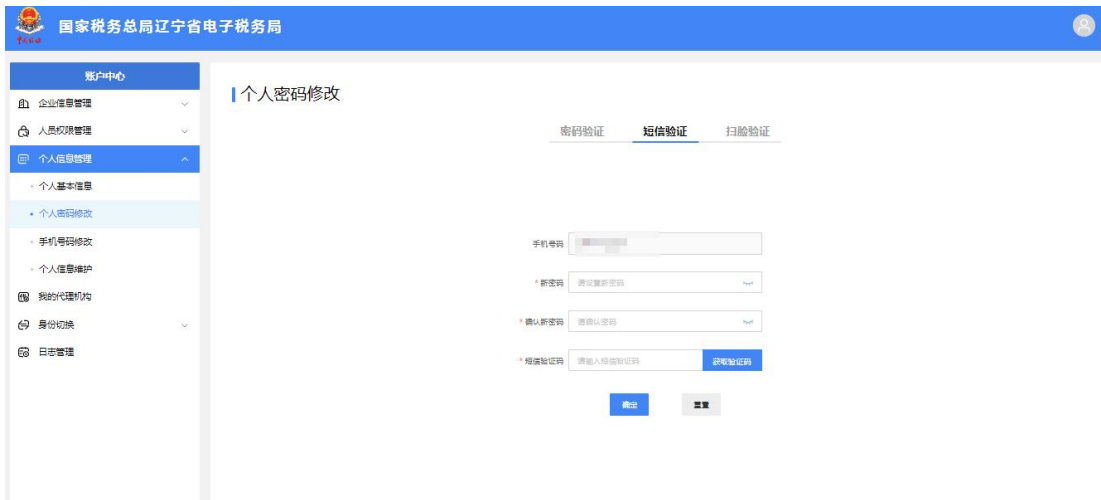 国家税务总局辽宁省电子税务局
账户中心
企业信息管理
人员权限管理
个人信息管理
个人基本信息
个人密码修改
手机号码修改
个人信息维护
我的代理机构
身份切换
日志管理
个人密码修改
密码验证 短信验证 扫脸验证
手机号码
* 新密码 请设置新密码
* 确认新密码 请确认密码
* 短信验证码 请输入短信验证码 获取验证码
确定 重置